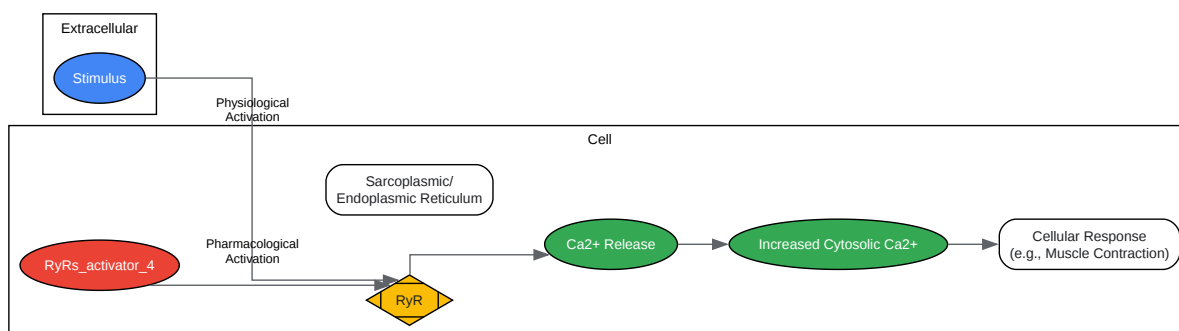 Extracellular
Stimulus
Physiological
Activation
Cell
Sarcoplasmic/
Endoplasmic Reticulum
RyRs_activator_4
Pharmacological
Activation
RyR
Ca2+ Release
Increased Cytosolic Ca2+
Cellular Response
(e.g., Muscle Contraction)